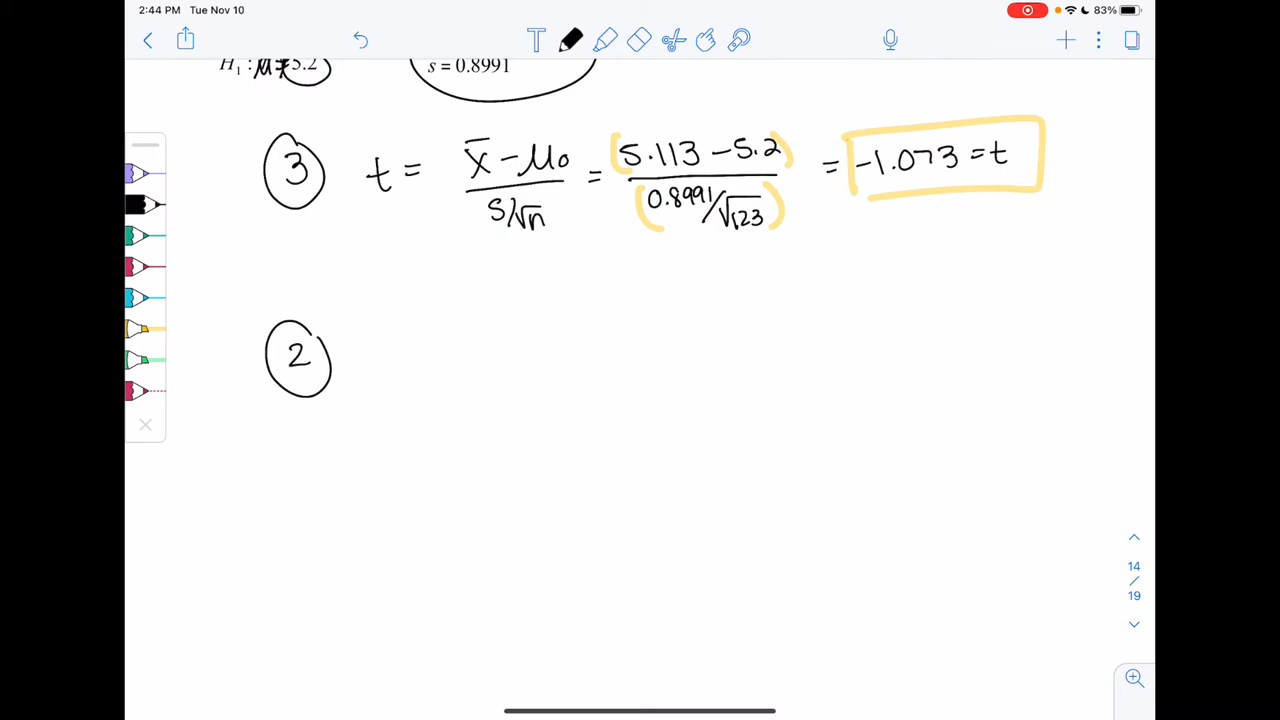 2:44 PM Tue Nov 10
83%
T
H₁ : μ ≠ 5.2
s = 0.8991
3 t = x̄ - μ₀ / s/√n = (5.113 - 5.2) / (0.8991/√123) = -1.073 = t
2
14
/
19